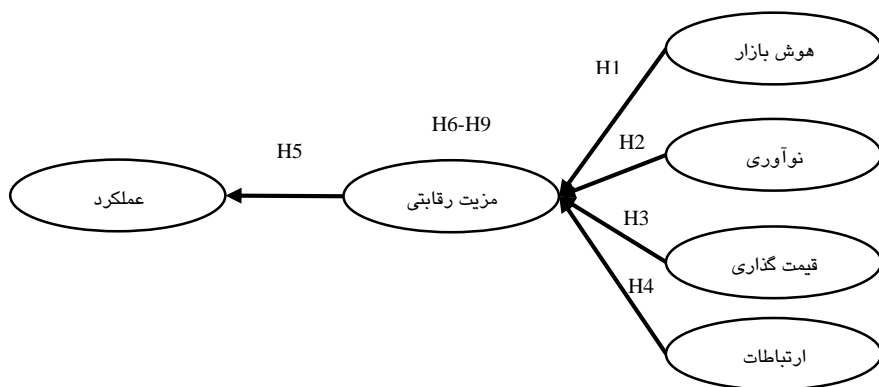 هوش بازار
H1
H6-H9
H2
نوآوری
H5
عملکرد
مزیت رقابتی
H3
قیمت گذاری
H4
ارتباطات